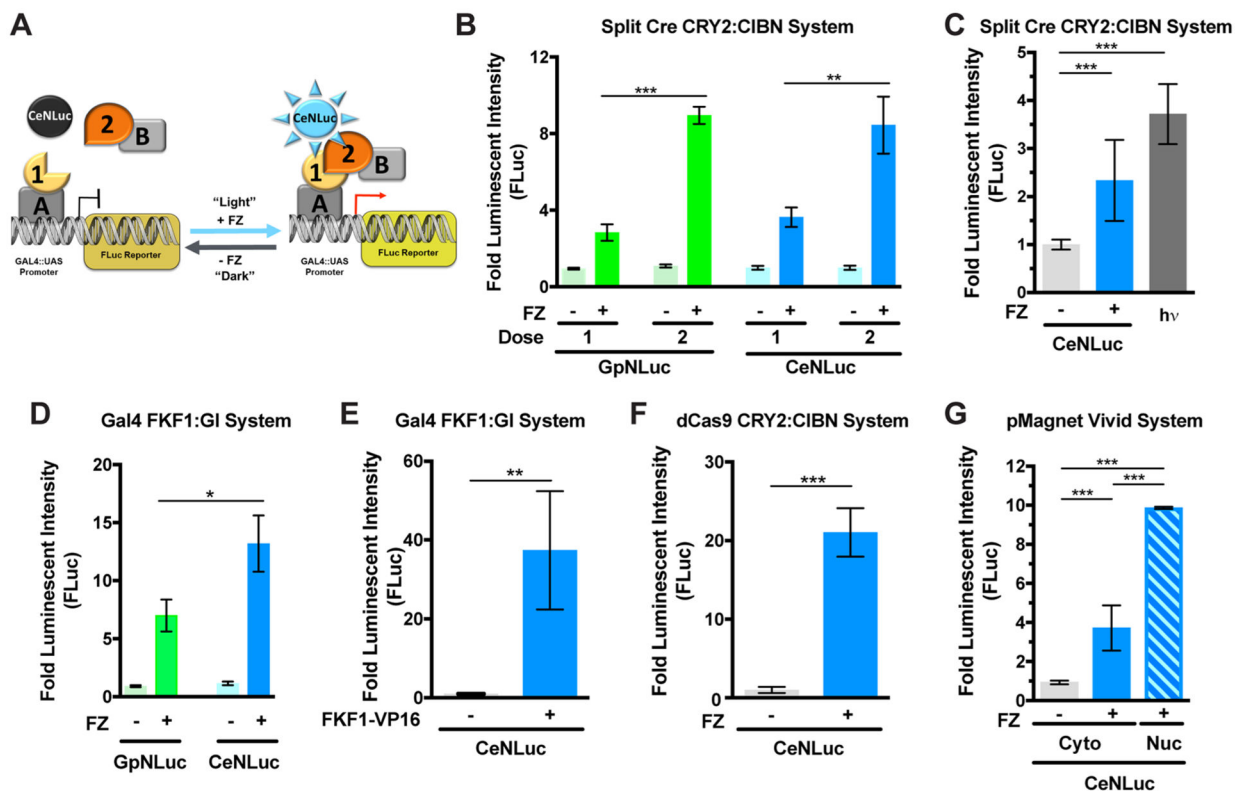 A
CeNLuc
2
B
1
A
GAL4::UAS
Promoter
FLuc Reporter
“Light”
+ FZ
- FZ
“Dark”
CeNLuc
2
1
B
A
GAL4::UAS
Promoter
FLuc Reporter
B
Split Cre CRY2:CIBN System
Fold Luminescent Intensity
(FLuc)
12
8
4
0
***
**
FZ - + - + - + - +
Dose 1 2 1 2
GpNLuc CeNLuc
C
Split Cre CRY2:CIBN System
Fold Luminescent Intensity
(FLuc)
5
4
3
2
1
0
***
***
FZ - + hν
CeNLuc
D
Gal4 FKF1:GI System
Fold Luminescent Intensity
(FLuc)
20
15
10
5
0
*
FZ - + - +
GpNLuc CeNLuc
E
Gal4 FKF1:GI System
Fold Luminescent Intensity
(FLuc)
60
40
20
0
**
FKF1-VP16 - +
CeNLuc
F
dCas9 CRY2:CIBN System
Fold Luminescent Intensity
(FLuc)
30
20
10
0
***
FZ - +
CeNLuc
G
pMagnet Vivid System
Fold Luminescent Intensity
(FLuc)
12
10
8
6
4
2
0
***
*** ***
FZ - + +
Cyto Nuc
CeNLuc